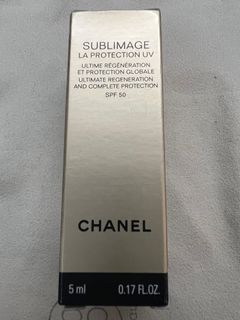 SUBLIMAGE
LA PROTECTION UV
ULTIME RÉGÉNÉRATION
ET PROTECTION GLOBALE
ULTIMATE REGENERATION
AND COMPLETE PROTECTION
SPF 50
CHANEL
5 ml 0.17 FL.OZ.